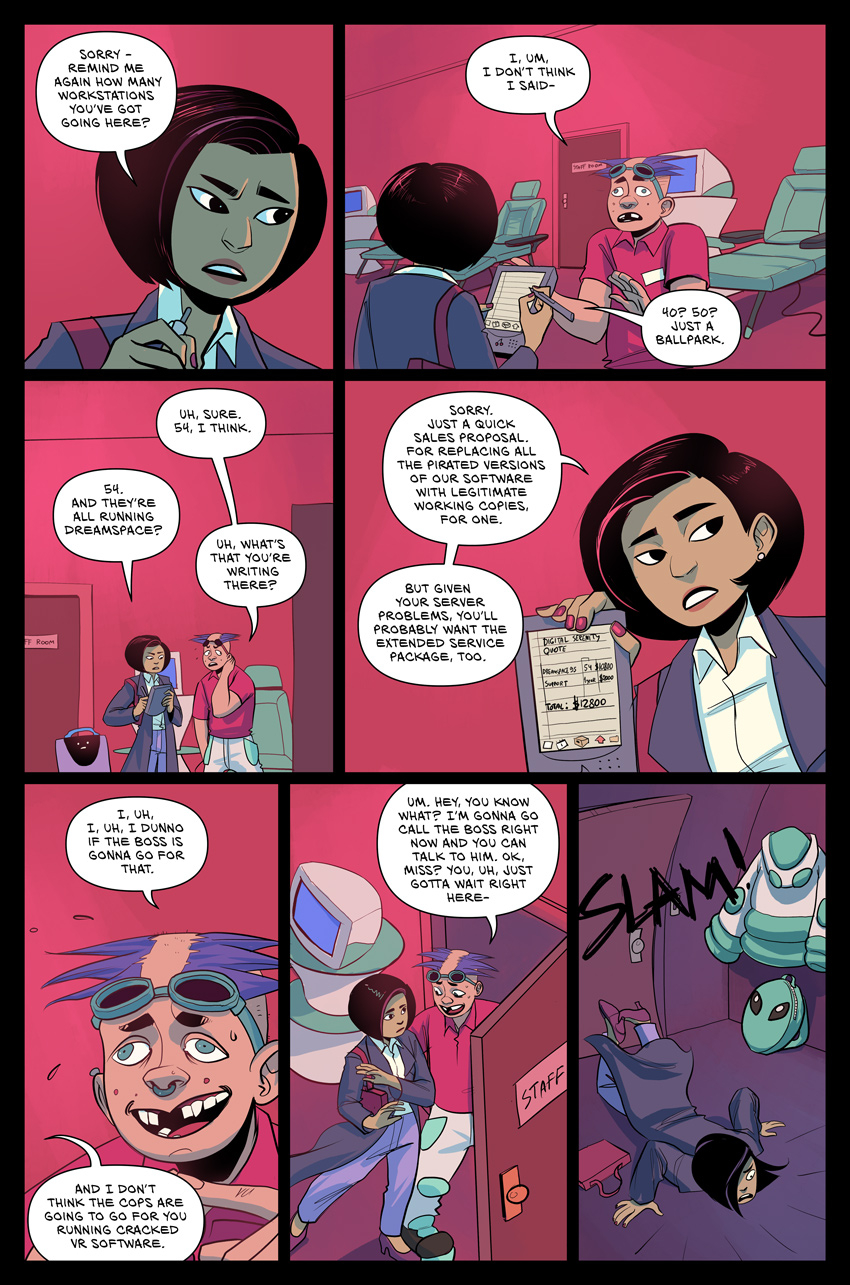 SORRY -
REMIND ME
AGAIN HOW MANY
WORKSTATIONS
YOU'VE GOT
GOING HERE?
I, UM,
I DON'T THINK
I SAID-
STAFF ROOM
40? 50?
JUST A
BALLPARK.
UH, SURE.
54, I THINK.
54.
AND THEY'RE
ALL RUNNING
DREAMSPACE?
UH, WHAT'S
THAT YOU'RE
WRITING
THERE?
FF ROOM
SORRY.
JUST A QUICK
SALES PROPOSAL.
FOR REPLACING ALL
THE PIRATED VERSIONS
OF OUR SOFTWARE
WITH LEGITIMATE
WORKING COPIES,
FOR ONE.
BUT GIVEN
YOUR SERVER
PROBLEMS, YOU'LL
PROBABLY WANT THE
EXTENDED SERVICE
PACKAGE, TOO.
DIGITAL SERENITY
QUOTE
54 $10800
SUPPORT $2000
TOTAL: $12800
I, UH,
I, UH, I DUNNO
IF THE BOSS IS
GONNA GO FOR
THAT.
AND I DON'T
THINK THE COPS ARE
GOING TO GO FOR YOU
RUNNING CRACKED
VR SOFTWARE.
UM. HEY, YOU KNOW
WHAT? I'M GONNA GO
CALL THE BOSS RIGHT
NOW AND YOU CAN
TALK TO HIM. OK,
MISS? YOU, UH, JUST
GOTTA WAIT RIGHT
HERE-
STAFF
SLAM!